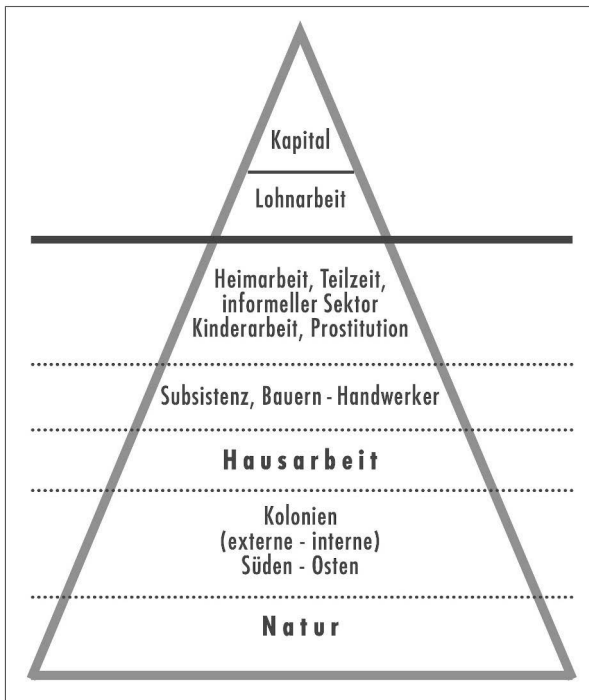 Kapital
Lohnarbeit
Heimarbeit, Teilzeit,
informeller Sektor
Kinderarbeit, Prostitution
Subsistenz, Bauern - Handwerker
Hausarbeit
Kolonien
(externe - interne)
Süden - Osten
Natur